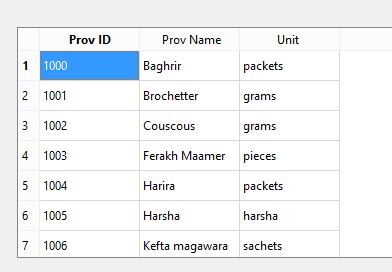 Prov ID Prov Name Unit
1 1000 Baghrir packets
2 1001 Brochetter grams
3 1002 Couscous grams
4 1003 Ferakh Maamer pieces
5 1004 Harira packets
6 1005 Harsha harsha
7 1006 Kefta magawara sachets